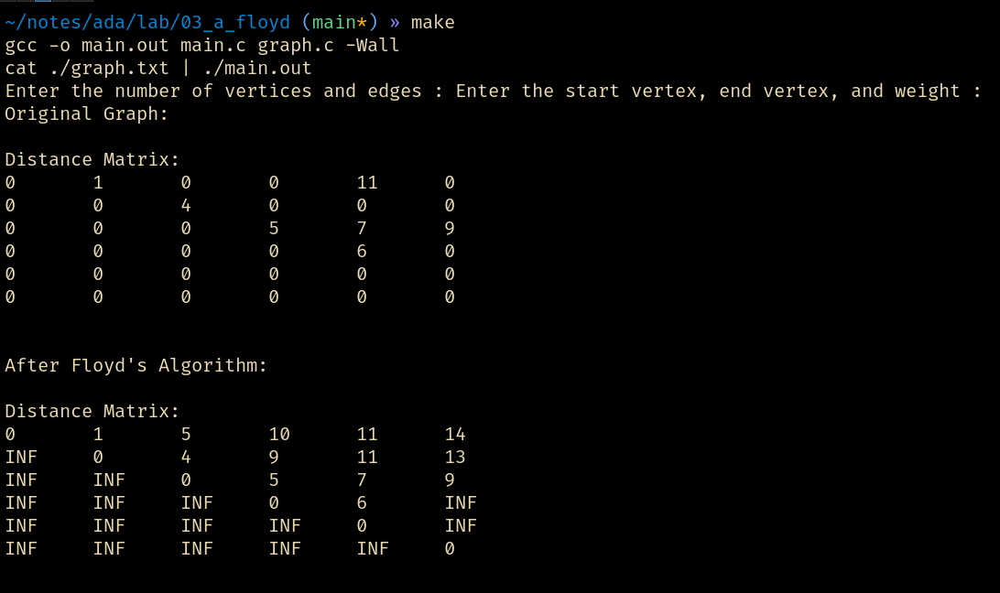 ~/notes/ada/lab/03_a_floyd (main*) » make
gcc -o main.out main.c graph.c -Wall
cat ./graph.txt | ./main.out
Enter the number of vertices and edges : Enter the start vertex, end vertex, and weight :
Original Graph:
Distance Matrix:
0 1 0 0 11 0
0 0 4 0 0 0
0 0 0 5 7 9
0 0 0 0 6 0
0 0 0 0 0 0
0 0 0 0 0 0
After Floyd's Algorithm:
Distance Matrix:
0 1 5 10 11 14
INF 0 4 9 11 13
INF INF 0 5 7 9
INF INF INF 0 6 INF
INF INF INF INF 0 INF
INF INF INF INF INF 0